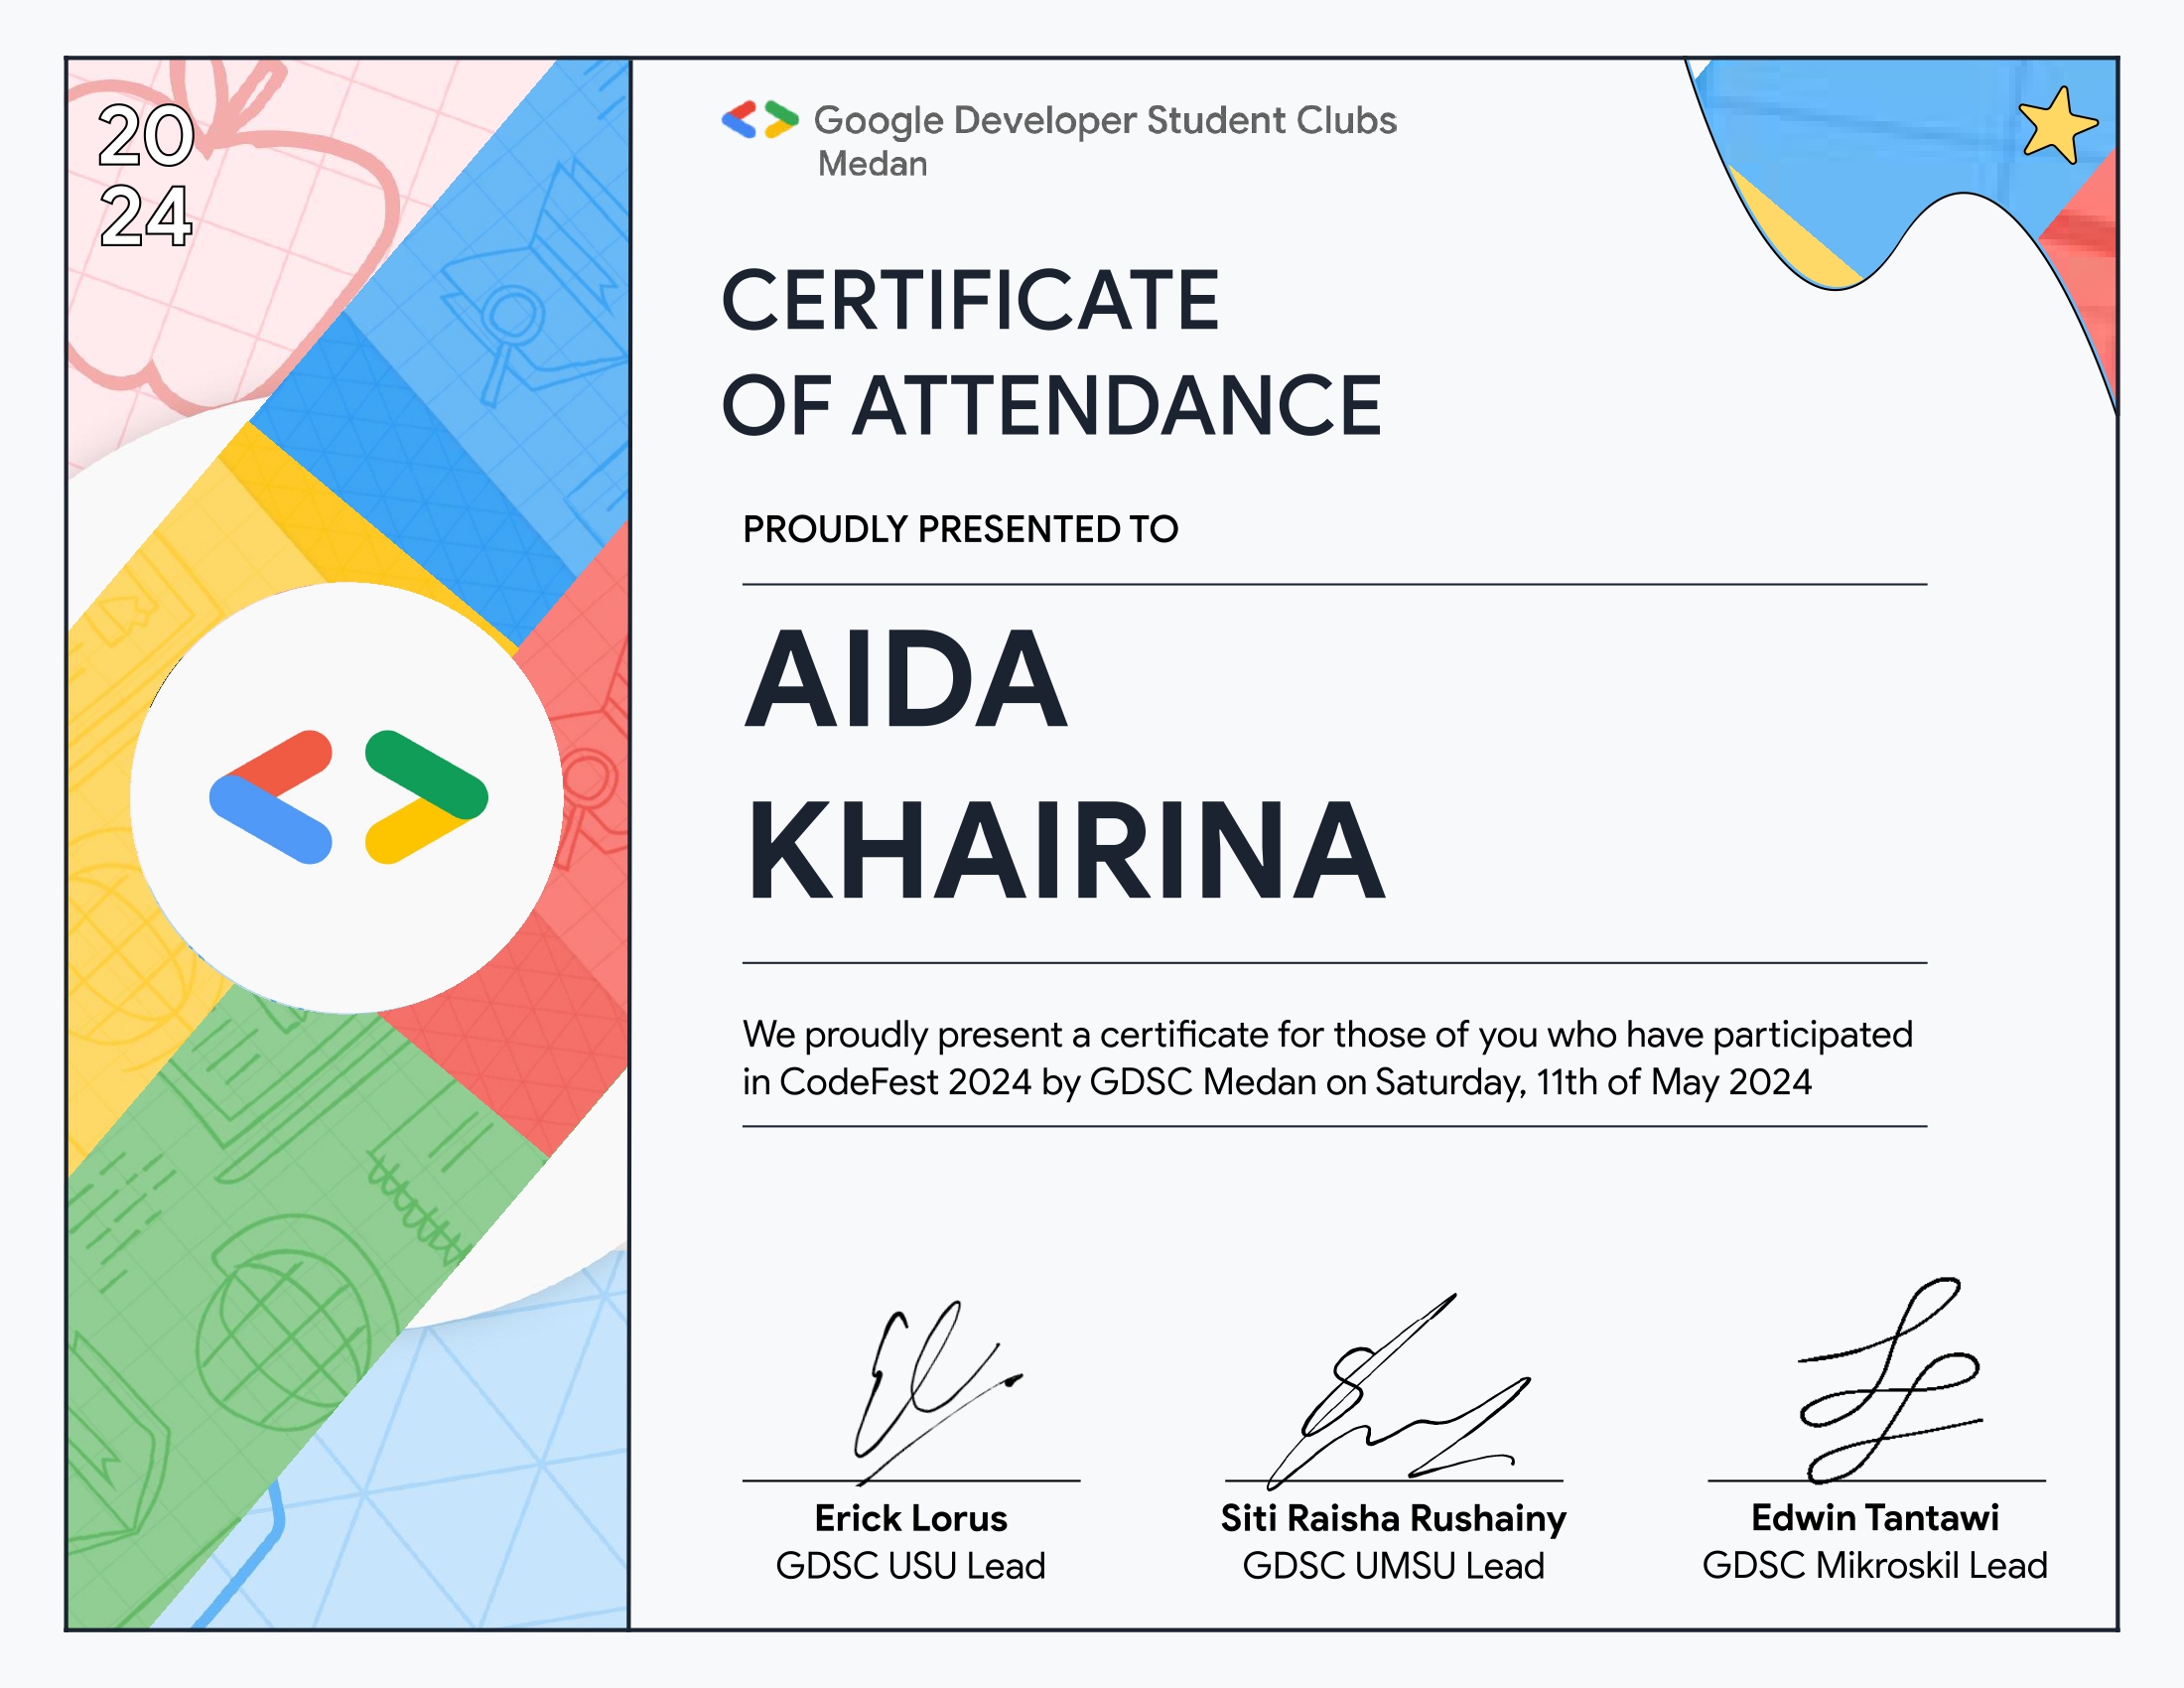 20
24
Google Developer Student Clubs
Medan
CERTIFICATE
OF ATTENDANCE
PROUDLY PRESENTED TO
AIDA
KHAIRINA
We proudly present a certificate for those of you who have participated
in CodeFest 2024 by GDSC Medan on Saturday, 11th of May 2024
Erick Lorus
GDSC USU Lead
Siti Raisha Rushainy
GDSC UMSU Lead
Edwin Tantawi
GDSC Mikroskil Lead